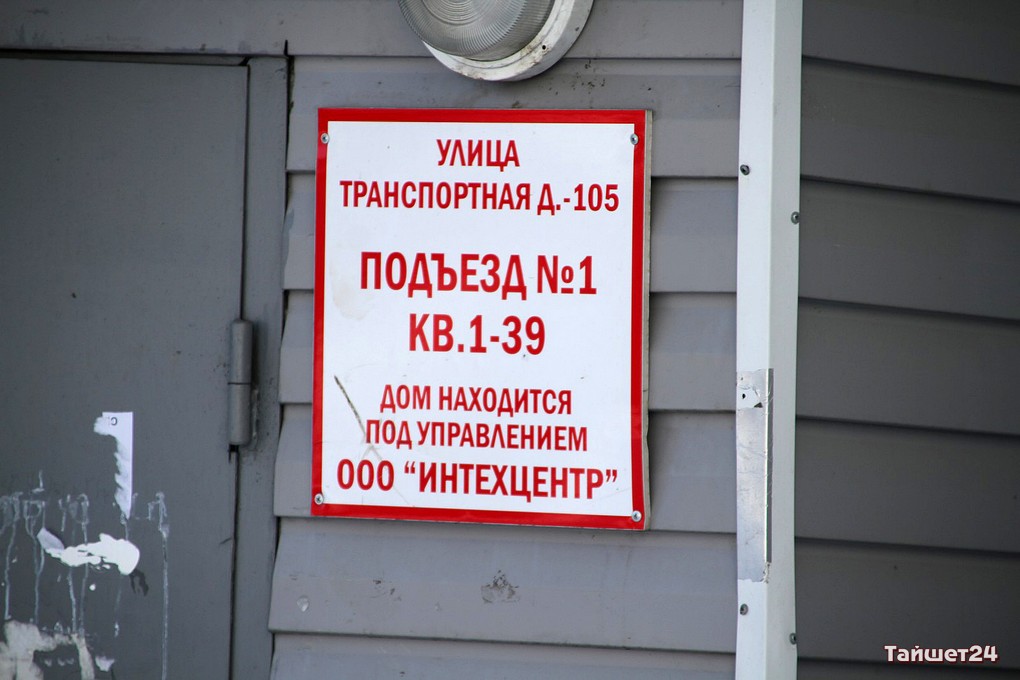 УЛИЦА
ТРАНСПОРТНАЯ Д.-105
ПОДЪЕЗД №1
КВ.1-39
ДОМ НАХОДИТСЯ
ПОД УПРАВЛЕНИЕМ
ООО “ИНТЕХЦЕНТР”
Тайшет24